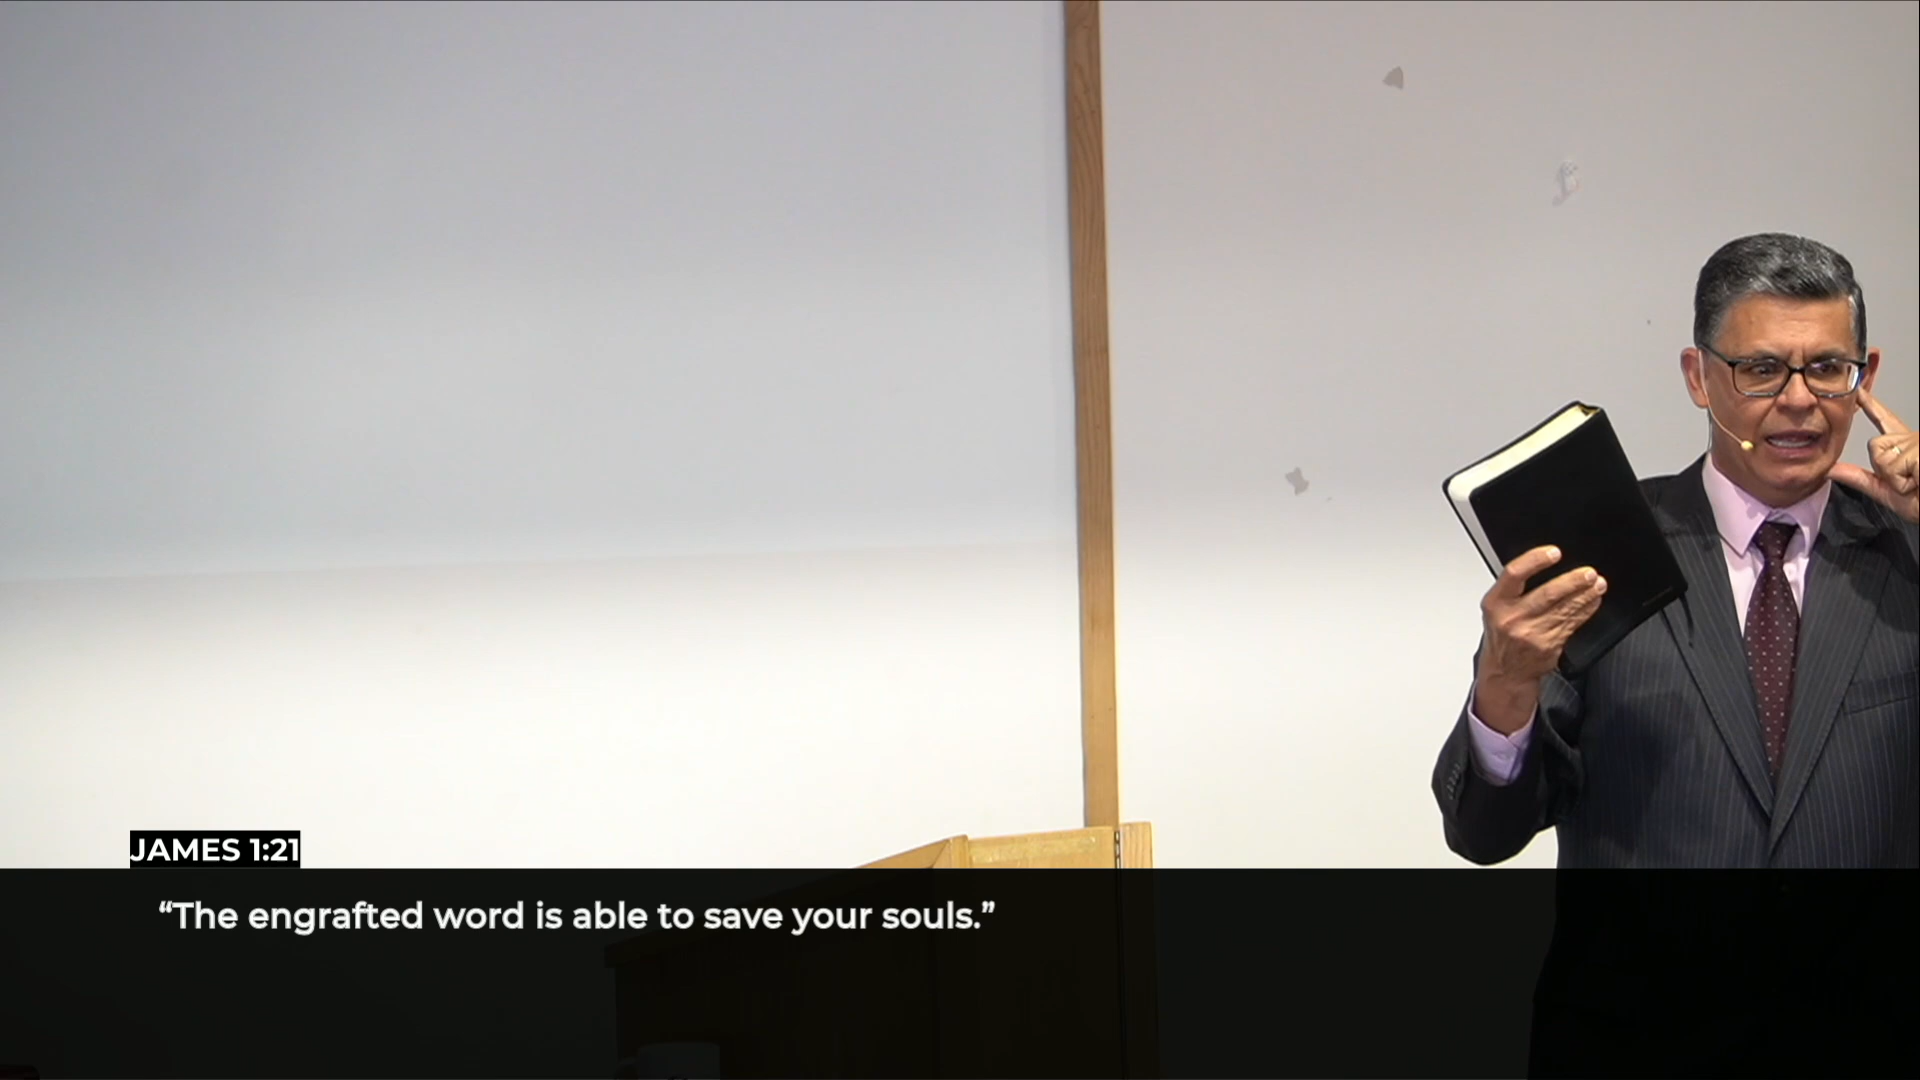 JAMES 1:21
“The engrafted word is able to save your souls.”